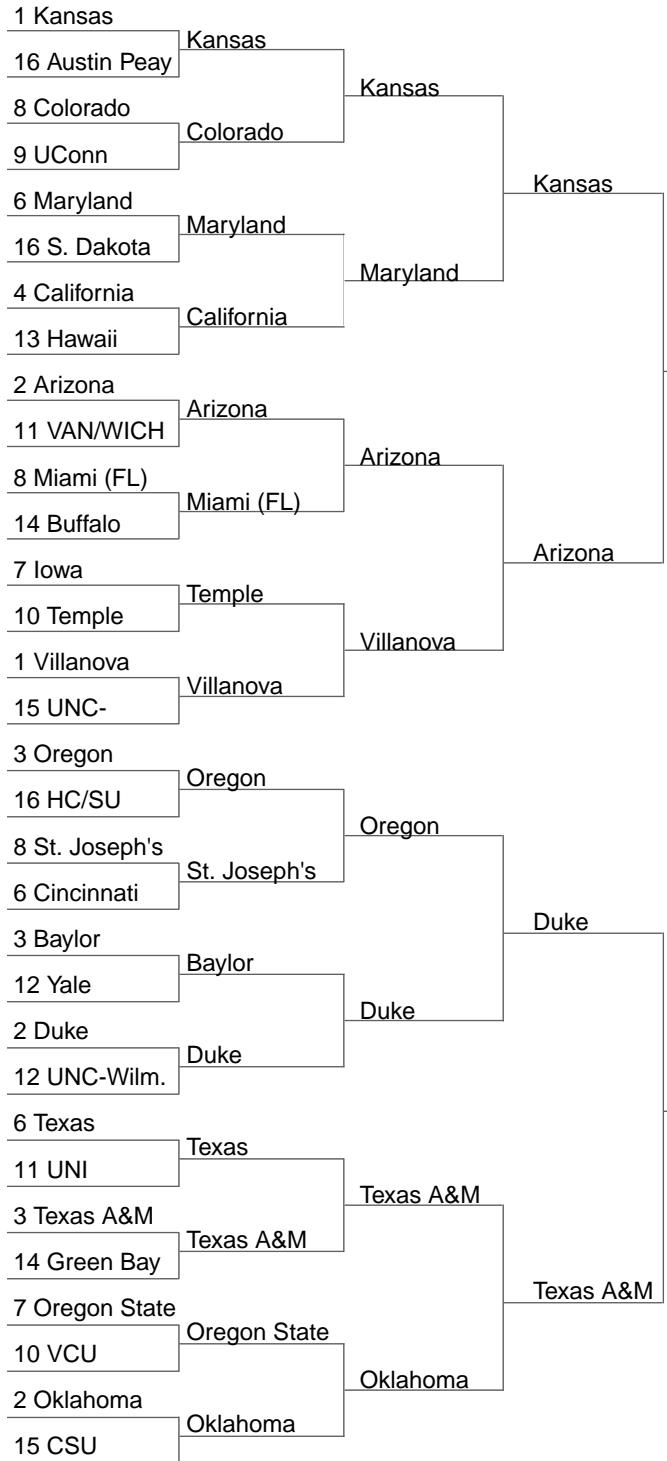 1 Kansas
16 Austin Peay
8 Colorado
9 UConn
6 Maryland
16 S. Dakota
4 California
13 Hawaii
2 Arizona
11 VAN/WICH
8 Miami (FL)
14 Buffalo
7 Iowa
10 Temple
1 Villanova
15 UNC-
3 Oregon
16 HC/SU
8 St. Joseph's
6 Cincinnati
3 Baylor
12 Yale
2 Duke
12 UNC-Wilm.
6 Texas
11 UNI
3 Texas A&M
14 Green Bay
7 Oregon State
10 VCU
2 Oklahoma
15 CSU
Kansas
Colorado
Maryland
California
Arizona
Miami (FL)
Temple
Villanova
Oregon
St. Joseph's
Baylor
Duke
Texas
Texas A&M
Oregon State
Oklahoma
Kansas
Maryland
Arizona
Villanova
Oregon
Duke
Texas A&M
Oklahoma
Kansas
Arizona
Duke
Texas A&M